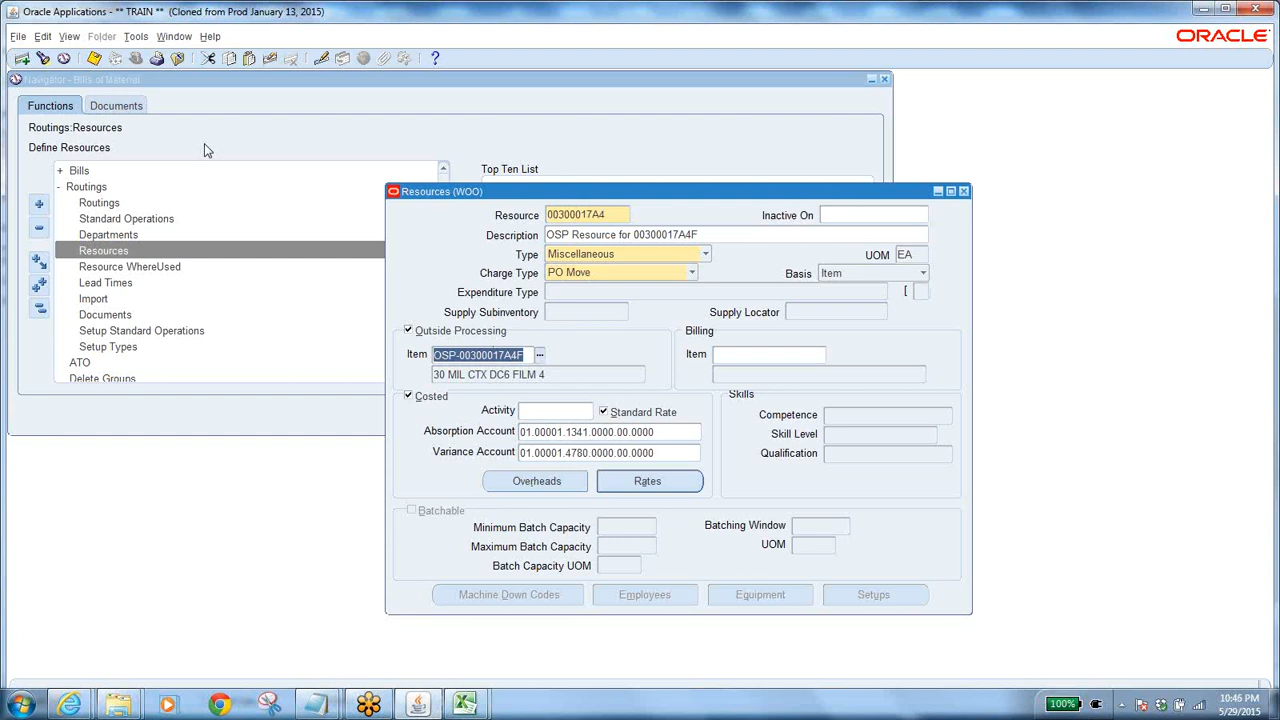 Oracle Applications - ** TRAIN ** (Cloned from Prod January 13, 2015)
File Edit View Folder Tools Window Help
ORACLE
Navigator - Bills of Material
Functions Documents
Routings:Resources
Define Resources
+ Bills
- Routings
Routings
Standard Operations
Departments
Resources
Resource WhereUsed
Lead Times
Import
Documents
Setup Standard Operations
Setup Types
ATO
Delete Groups
Top Ten List
Resources (WOO)
Resource 00300017A4 Inactive On
Description OSP Resource for 00300017A4F
Type Miscellaneous UOM EA
Charge Type PO Move Basis Item
Expenditure Type [
Supply Subinventory Supply Locator
Outside Processing Billing
Item OSP-00300017A4F Item
30 MIL CTX DC6 FILM 4
Costed Skills
Activity Standard Rate Competence
Absorption Account 01.00001.1341.0000.00.0000 Skill Level
Variance Account 01.00001.4780.0000.00.0000 Qualification
Overheads Rates
Batchable
Minimum Batch Capacity Batching Window
Maximum Batch Capacity UOM
Batch Capacity UOM
Machine Down Codes Employees Equipment Setups
100% 10:46 PM
5/29/2015